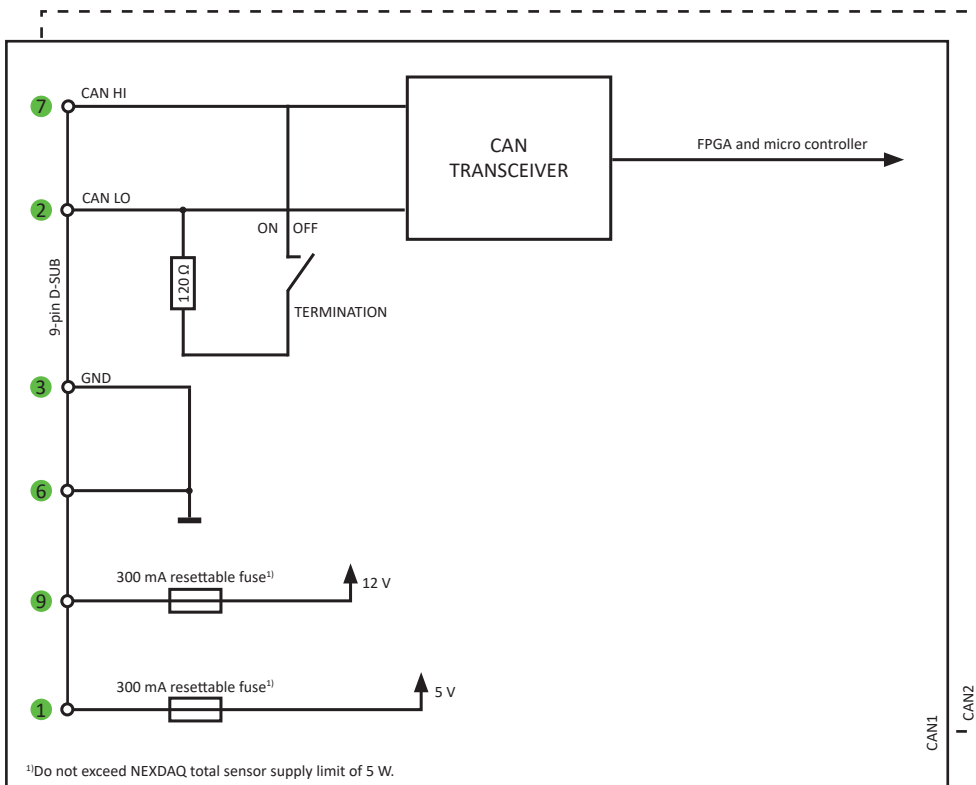 7 CAN HI
CAN
TRANSCEIVER
FPGA and micro controller
2 CAN LO
ON OFF
120 Ω
TERMINATION
9-pin D-SUB
3 GND
6
300 mA resettable fuse1)
9 12 V
300 mA resettable fuse1)
1 5 V
CAN1
CAN2
1)Do not exceed NEXDAQ total sensor supply limit of 5 W.